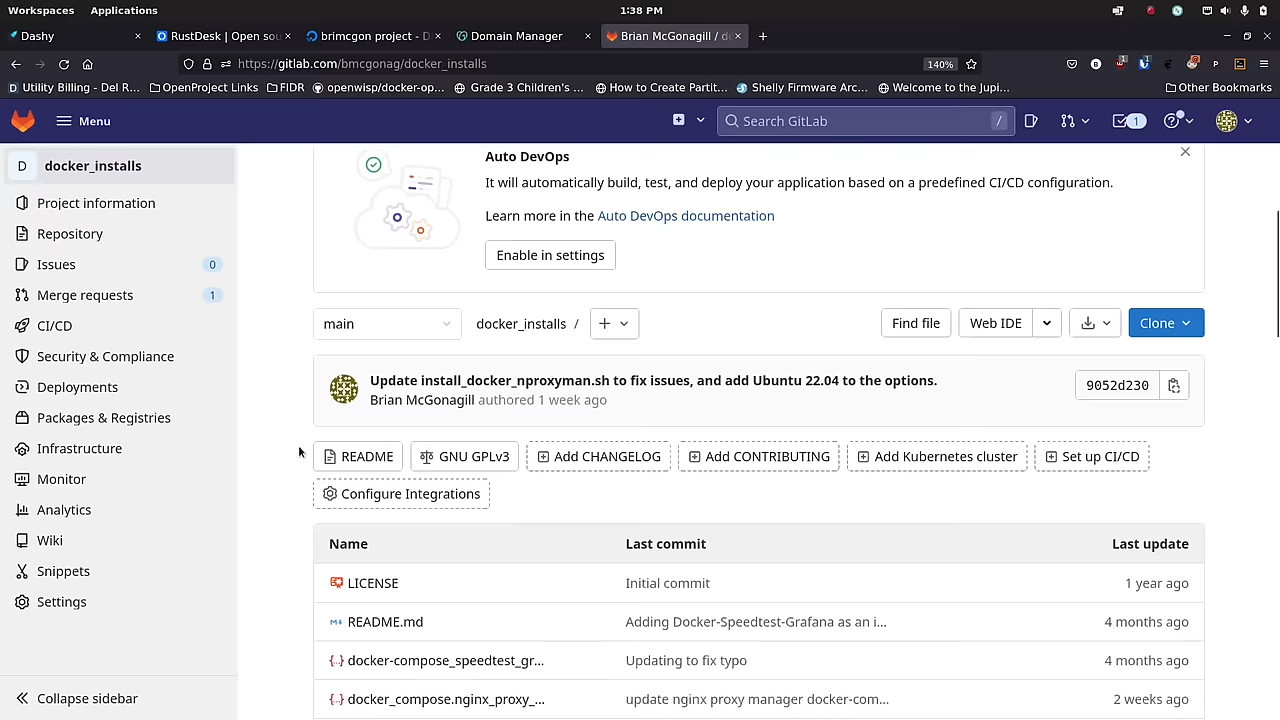 Workspaces Applications 1:38 PM
Dashy RustDesk | Open sou brimcgon project - D Domain Manager Brian McGonagill / do
https://gitlab.com/bmcgonag/docker_installs 140%
Utility Billing - Del R... OpenProject Links FIDR openwisp/docker-op... Grade 3 Children's ... How to Create Partit... Shelly Firmware Arc... Welcome to the Jupi... Other Bookmarks
Menu Search GitLab / 1
D docker_installs
Project information
Repository
Issues 0
Merge requests 1
CI/CD
Security & Compliance
Deployments
Packages & Registries
Infrastructure
Monitor
Analytics
Wiki
Snippets
Settings
Collapse sidebar
Auto DevOps
It will automatically build, test, and deploy your application based on a predefined CI/CD configuration.
Learn more in the Auto DevOps documentation
Enable in settings
main docker_installs / + Find file Web IDE Clone
Update install_docker_nproxyman.sh to fix issues, and add Ubuntu 22.04 to the options.
Brian McGonagill authored 1 week ago
9052d230
README GNU GPLv3 Add CHANGELOG Add CONTRIBUTING Add Kubernetes cluster Set up CI/CD
Configure Integrations
Name Last commit Last update
LICENSE Initial commit 1 year ago
README.md Adding Docker-Speedtest-Grafana as an i... 4 months ago
docker-compose_speedtest_gr... Updating to fix typo 4 months ago
docker_compose.nginx_proxy_... update nginx proxy manager docker-com... 2 weeks ago